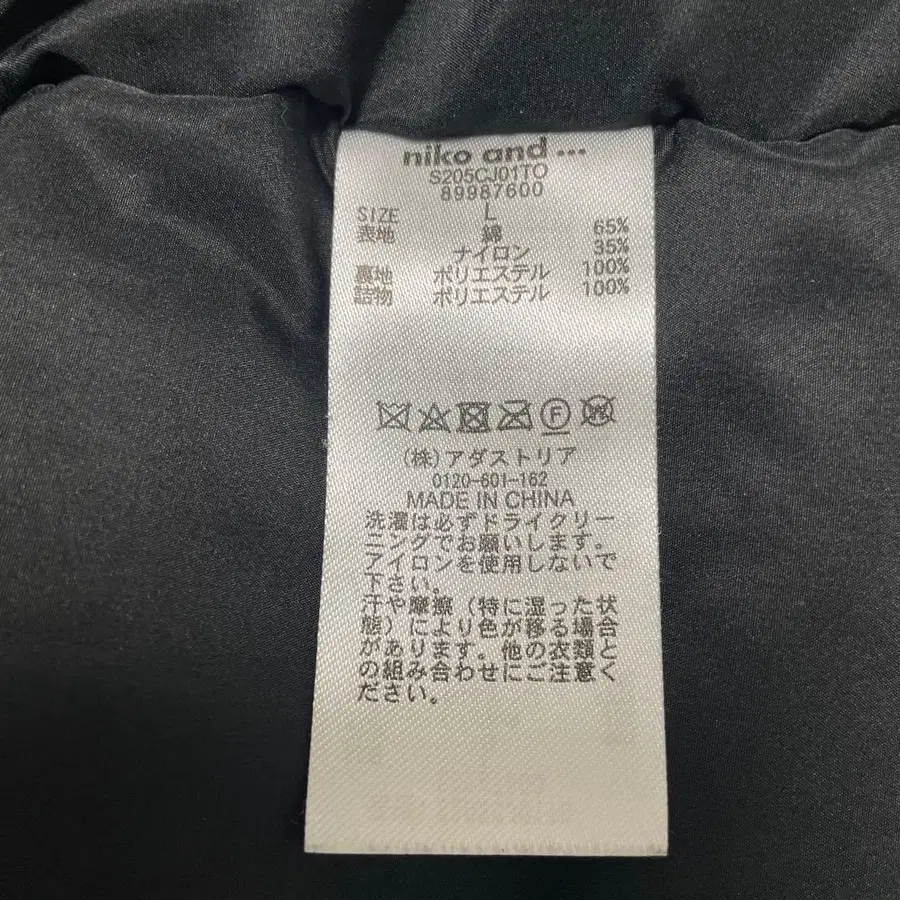 niko and ...
S205CJ01TO
89987600
SIZE L
表地 綿 65%
ナイロン 35%
裏地 ポリエステル 100%
詰物 ポリエステル 100%
F W
(株)アダストリア
0120-601-162
MADE IN CHINA
洗濯は必ずドライクリー
ニングでお願いします。
アイロンを使用しないで
下さい。
汗や摩擦（特に湿った状
態）により色が移る場合
があります。他の衣類と
の組み合わせにご注意く
ださい。